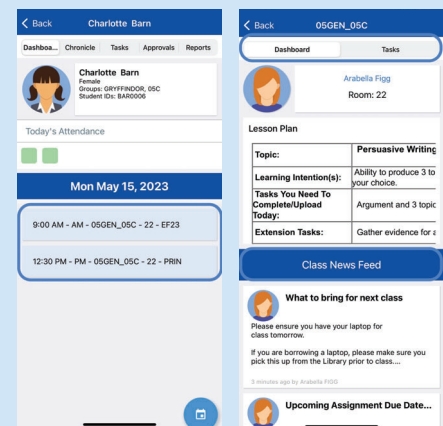 Back Charlotte Barn
Dashboa... Chronicle Tasks Approvals Reports
Charlotte Barn
Female
Groups: GRYFFINDOR, 05C
Student IDs: BAR0006
Today's Attendance
Mon May 15, 2023
9:00 AM - AM - 05GEN_05C - 22 - EF23
12:30 PM - PM - 05GEN_05C - 22 - PRIN
Back 05GEN_05C
Dashboard Tasks
Arabella Figg
Room: 22
Lesson Plan
Topic: Persuasive Writing
Learning Intention(s): Ability to produce 3 to
your choice.
Tasks You Need To
Complete/Upload
Today: Argument and 3 topic
Extension Tasks: Gather evidence for a
Class News Feed
What to bring for next class
Please ensure you have your laptop for
class tomorrow.
If you are borrowing a laptop, please make sure you
pick this up from the Library prior to class....
3 minutes ago by Arabella FIGG
Upcoming Assignment Due Date...